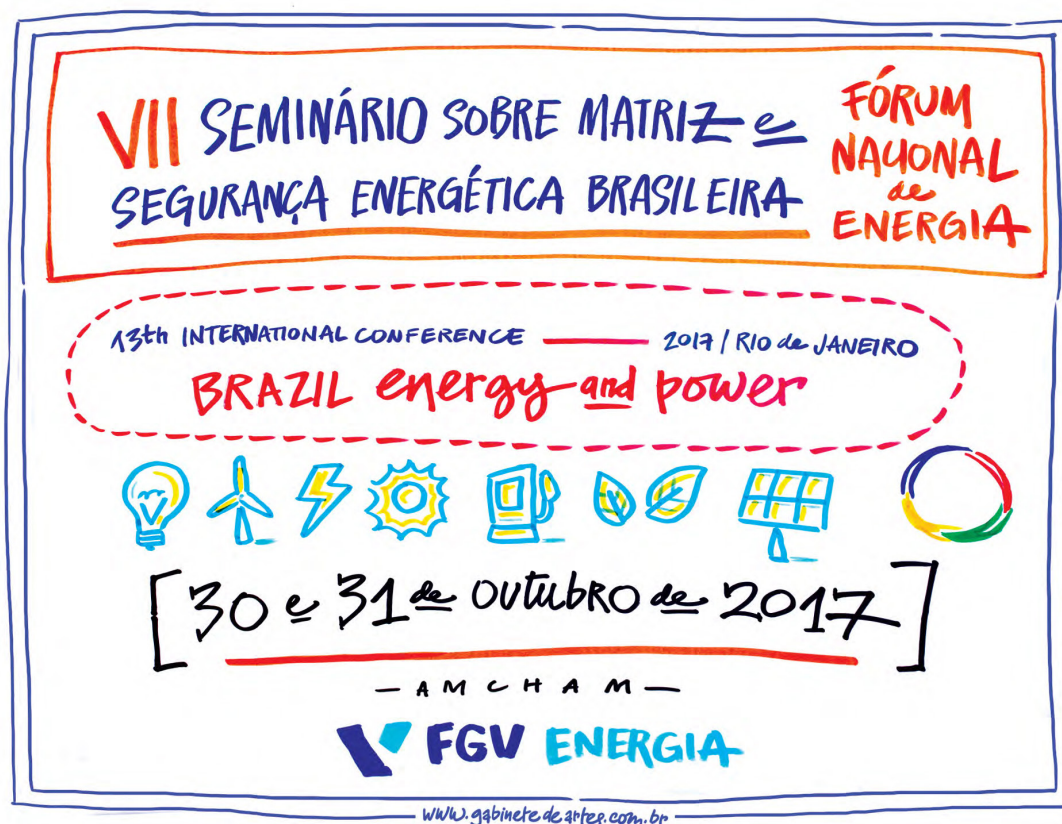 VII SEMINÁRIO SOBRE MATRIZ e
SEGURANÇA ENERGÉTICA BRASILEIRA
FÓRUM
NACIONAL
de
ENERGIA
13th INTERNATIONAL CONFERENCE — 2017 / RIO de JANEIRO
BRAZIL energy and power
[30 e 31 de OUTUBRO de 2017]
— AMCHAM —
FGV ENERGIA
www.gabinetedeartes.com.br